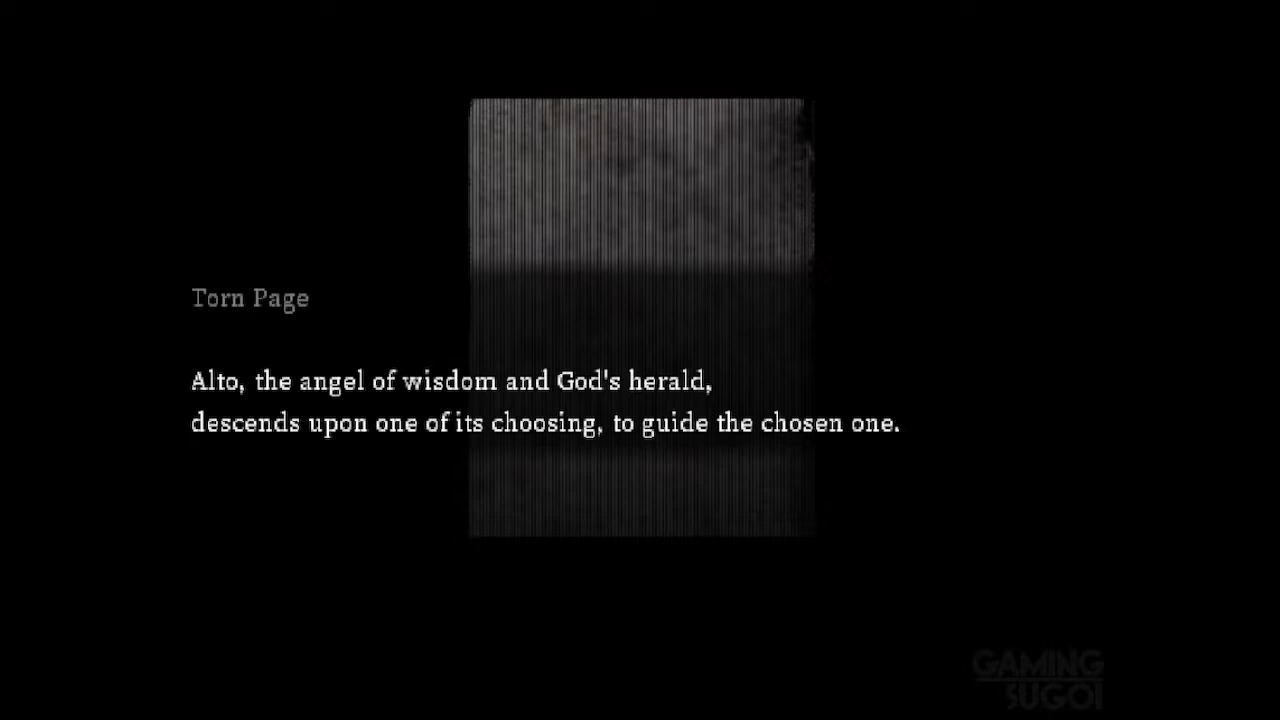 Torn Page
Alto, the angel of wisdom and God's herald,
descends upon one of its choosing, to guide the chosen one.
GAMING
SUGOI